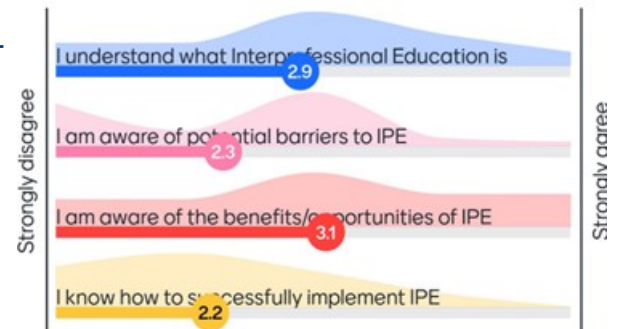 Strongly disagree
I understand what Interprofessional Education is
2.9
I am aware of potential barriers to IPE
2.3
I am aware of the benefits/opportunities of IPE
3.1
I know how to successfully implement IPE
2.2
Strongly agree